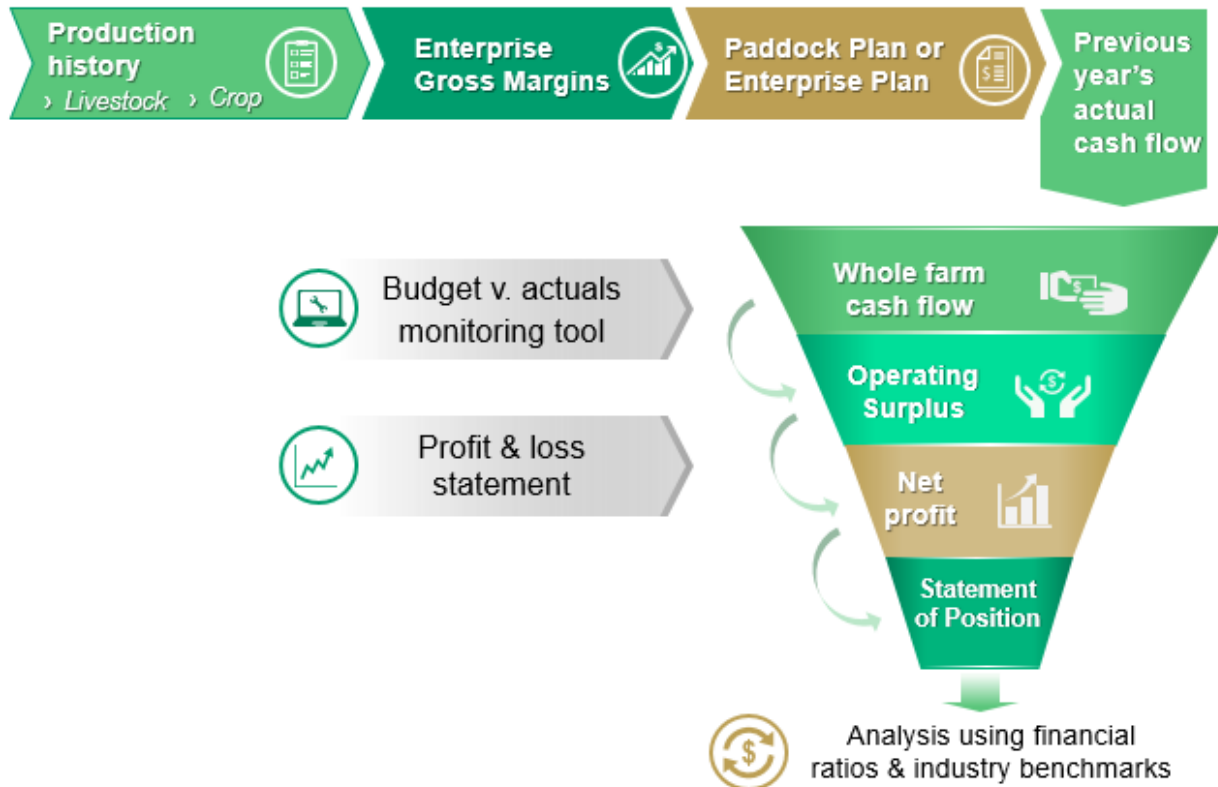 Production
history
› Livestock › Crop
Enterprise
Gross Margins
$
Paddock Plan or
Enterprise Plan
$
Previous
year's
actual
cash flow
Budget v. actuals
monitoring tool
Whole farm
cash flow
$
Operating
Surplus
$
Profit & loss
statement
Net
profit
Statement
of Position
$
Analysis using financial
ratios & industry benchmarks